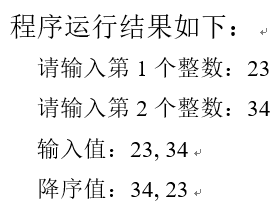 程序运行结果如下：
请输入第 1 个整数：23
请输入第 2 个整数：34
输入值：23, 34
降序值：34, 23